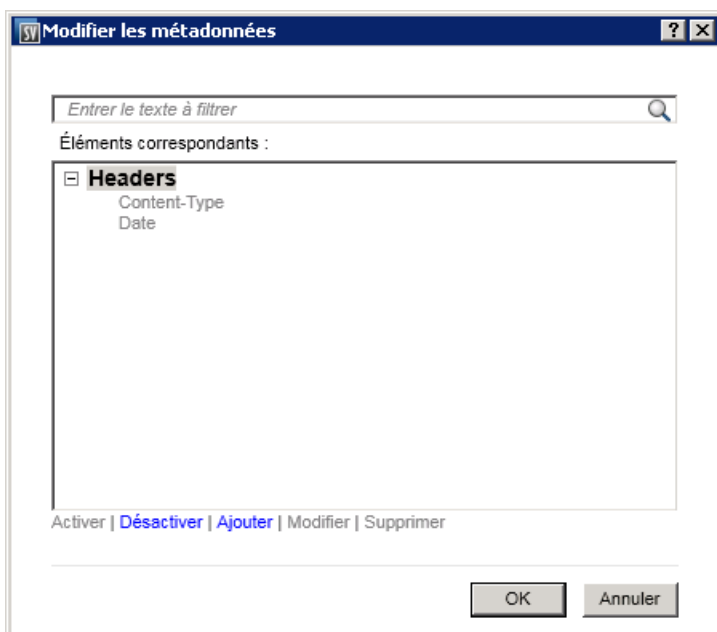 SV Modifier les métadonnées ? X
Entrer le texte à filtrer
Éléments correspondants :
Headers
Content-Type
Date
Activer | Désactiver | Ajouter | Modifier | Supprimer
OK Annuler